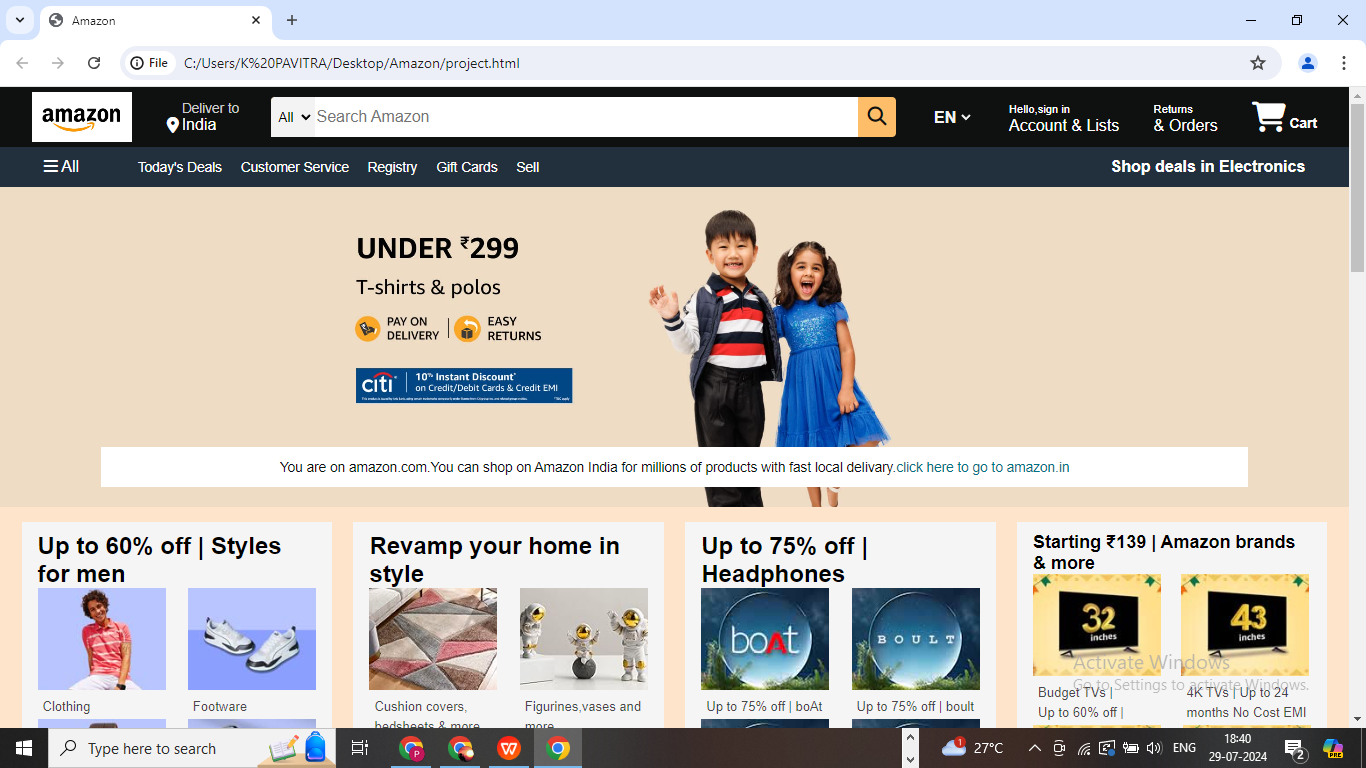 Amazon
File
C:/Users/K%20PAVITRA/Desktop/Amazon/project.html
amazon
Deliver to
India
All
Search Amazon
EN
Hello,sign in
Account & Lists
Returns
& Orders
Cart
All
Today's Deals
Customer Service
Registry
Gift Cards
Sell
Shop deals in Electronics
UNDER ₹299
T-shirts & polos
PAY ON
DELIVERY
EASY
RETURNS
citi
10% Instant Discount*
on Credit/Debit Cards & Credit EMI
You are on amazon.com.You can shop on Amazon India for millions of products with fast local delivary.click here to go to amazon.in
Up to 60% off | Styles
for men
Clothing
Footware
Revamp your home in
style
Cushion covers,
bedsheets & more
Figurines,vases and
more
Up to 75% off |
Headphones
boAt
BOULT
Up to 75% off | boAt
Up to 75% off | boult
Starting ₹139 | Amazon brands
& more
32
inches
43
inches
Budget TVs |
Up to 60% off |
4K TVs | Up to 24
months No Cost EMI
Activate Windows
Go to Settings to activate Windows.
Type here to search
P
W
1
27°C
ENG
18:40
29-07-2024
2
PRE